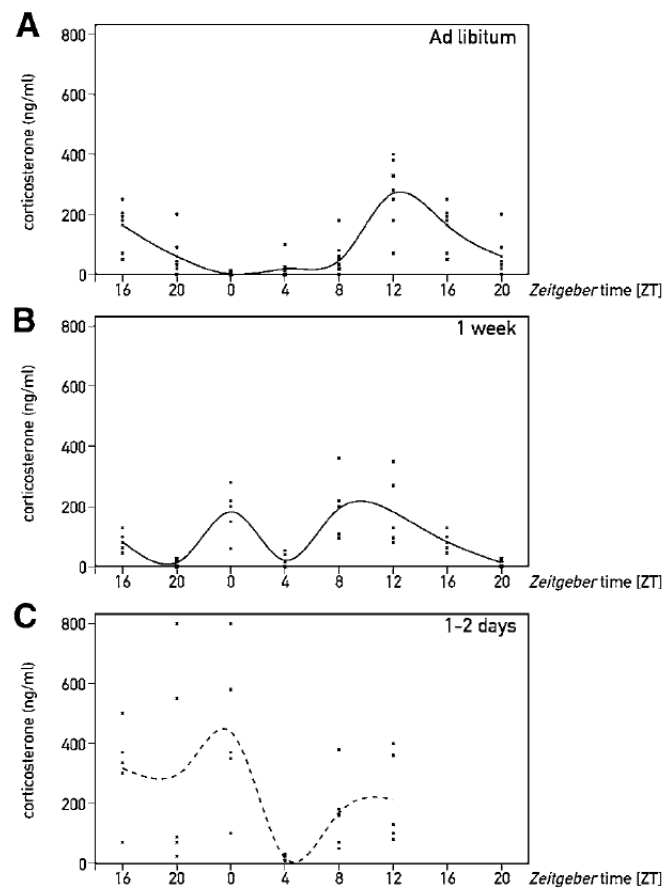 A
Ad libitum
800
600
400
200
0
corticosterone (ng/ml)
16 20 0 4 8 12 16 20 Zeitgeber time [ZT]
B
1 week
800
600
400
200
0
corticosterone (ng/ml)
16 20 0 4 8 12 16 20 Zeitgeber time [ZT]
C
1–2 days
800
600
400
200
0
corticosterone (ng/ml)
16 20 0 4 8 12 16 20 Zeitgeber time [ZT]